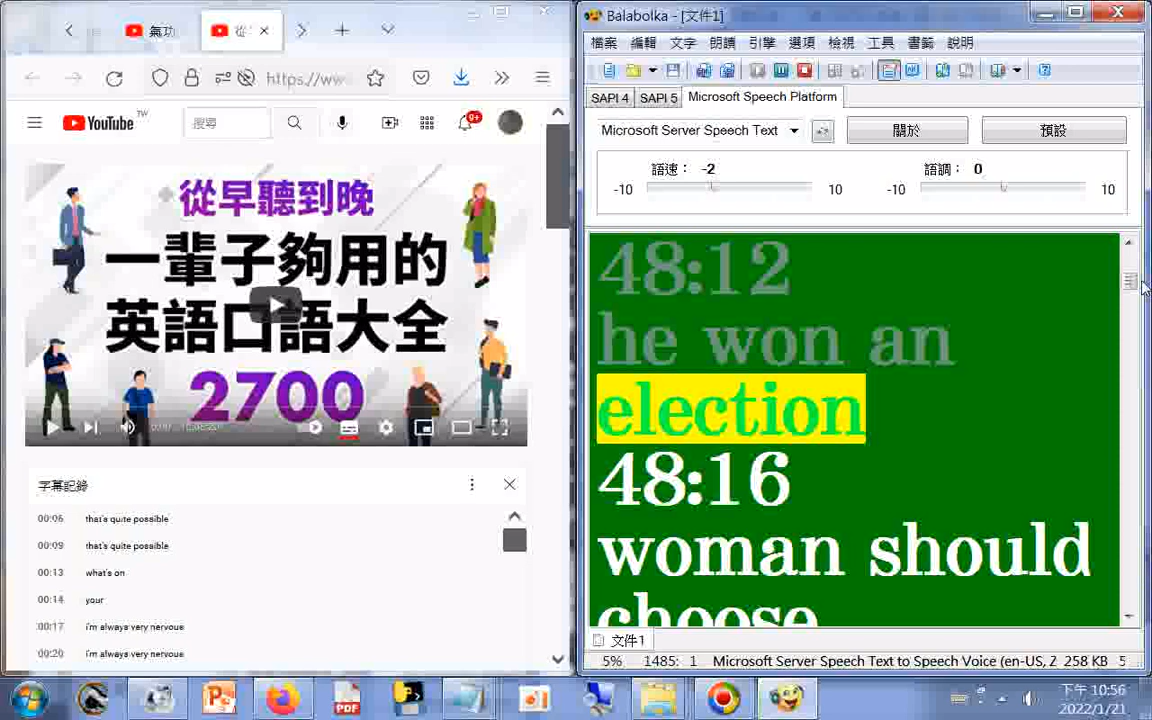 氣功
https://www
YouTube TW
搜尋
9+
從早聽到晚
一輩子夠用的
英語口語大全
2700
字幕記錄
00:06 that's quite possible
00:09 that's quite possible
00:13 what's on
00:14 your
00:17 i'm always very nervous
00:20 i'm always very nervous
Balabolka - [文件1]
檔案 編輯 文字 朗讀 引擎 選項 檢視 工具 書籤 說明
SAPI 4 SAPI 5 Microsoft Speech Platform
Microsoft Server Speech Text 關於 預設
語速： -2 語調： 0
-10 10 -10 10
48:12
he won an
election
48:16
woman should
choose
文件1
5% 1485: 1 Microsoft Server Speech Text to Speech Voice (en-US, Z 258 KB 5
PDF
下午 10:56
2022/1/21